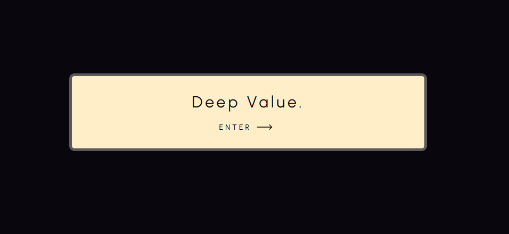 Deep Value.
ENTER ⟶